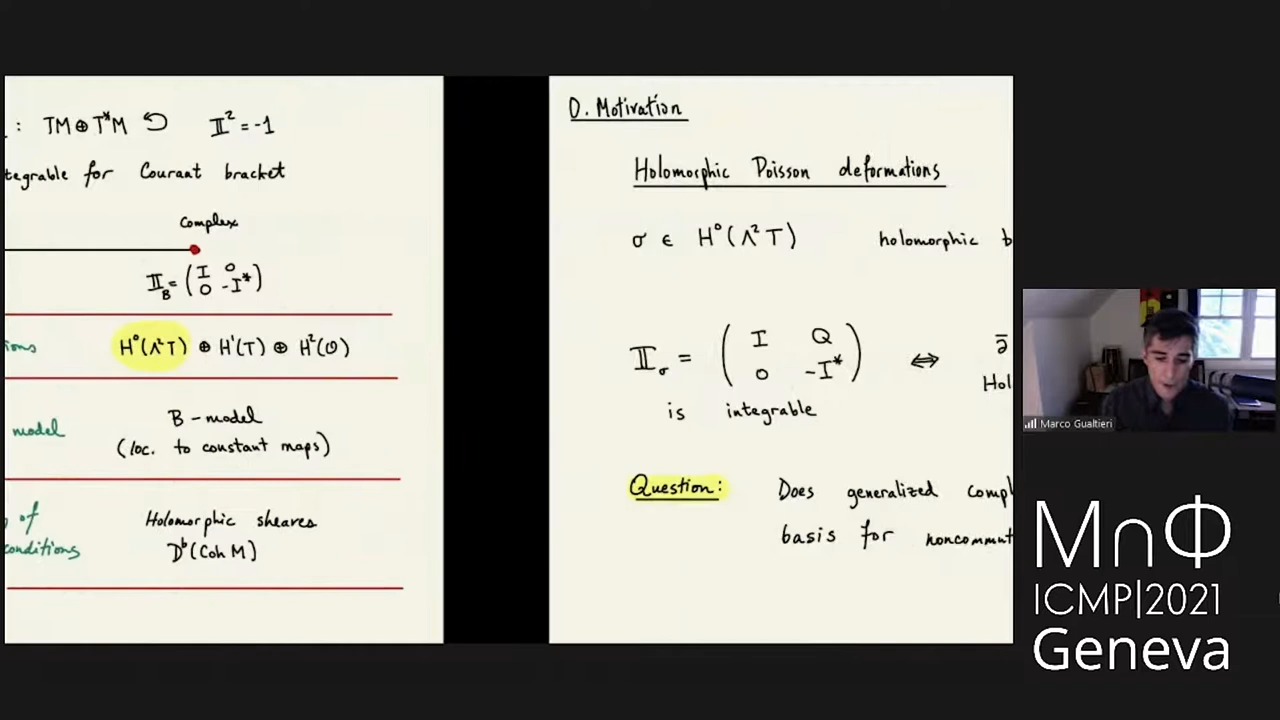 : TM ⊕ T*M ↺ 𝕀² = -1
tegrable for Courant bracket
Complex
𝕀_B = ( I 0
0 -I* )
ions H⁰(Λ²T) ⊕ H¹(T) ⊕ H²(O)
model B-model
(loc. to constant maps)
of Holomorphic sheaves
conditions Dᵇ(Coh M)
0. Motivation
Holomorphic Poisson deformations
σ ∈ H⁰(Λ²T) holomorphic b
𝕀_σ = ( I Q
0 -I* ) ⇔ ∂̄
Hol
is integrable
Question: Does generalized compl
basis for noncommut
Marco Gualtieri
M∩Φ
ICMP|2021
Geneva